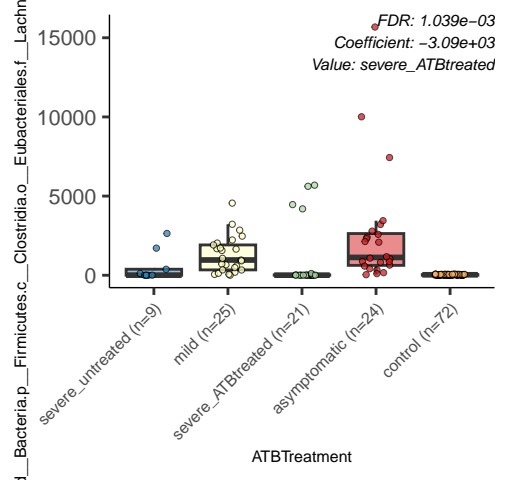 FDR: 1.039e−03
Coefficient: −3.09e+03
Value: severe_ATBtreated
15000
10000
5000
0
d__Bacteria.p__Firmicutes.c__Clostridia.o__Eubacteriales.f__Lachn
severe_untreated (n=9)
mild (n=25)
severe_ATBtreated (n=21)
asymptomatic (n=24)
control (n=72)
ATBTreatment